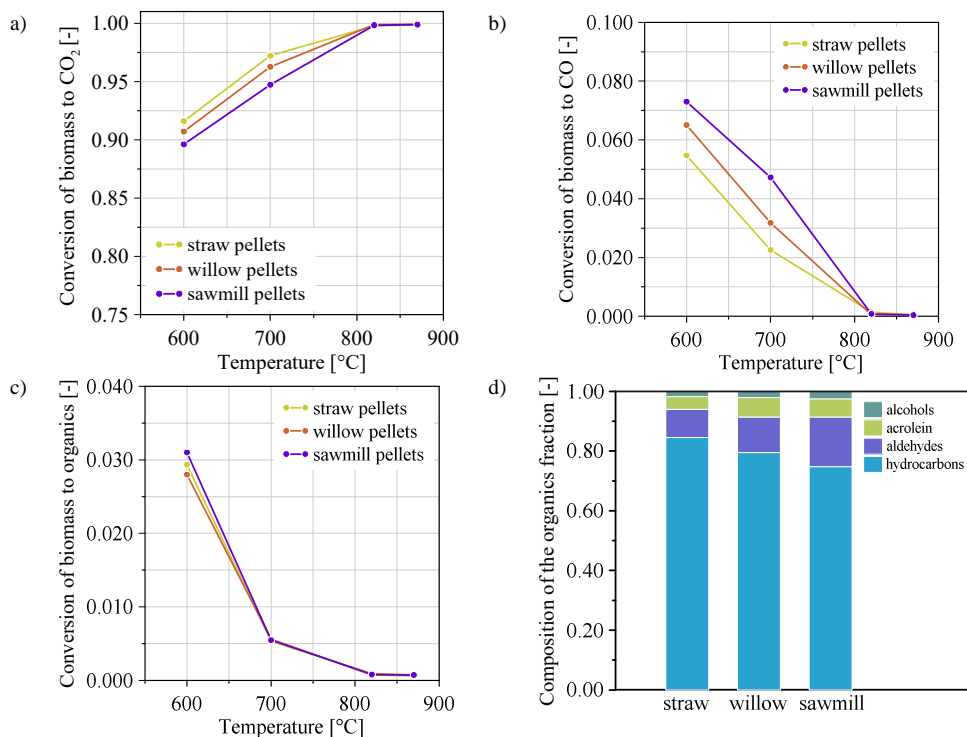 a)
Conversion of biomass to CO₂ [-]
1.00
0.95
0.90
0.85
0.80
0.75
straw pellets
willow pellets
sawmill pellets
600
700
800
900
Temperature [°C]
b)
Conversion of biomass to CO [-]
0.100
0.080
0.060
0.040
0.020
0.000
straw pellets
willow pellets
sawmill pellets
600
700
800
900
Temperature [°C]
c)
Conversion of biomass to organics [-]
0.040
0.030
0.020
0.010
0.000
straw pellets
willow pellets
sawmill pellets
600
700
800
900
Temperature [°C]
d)
Composition of the organics fraction [-]
1.00
0.80
0.60
0.40
0.20
0.00
alcohols
acrolein
aldehydes
hydrocarbons
straw
willow
sawmill